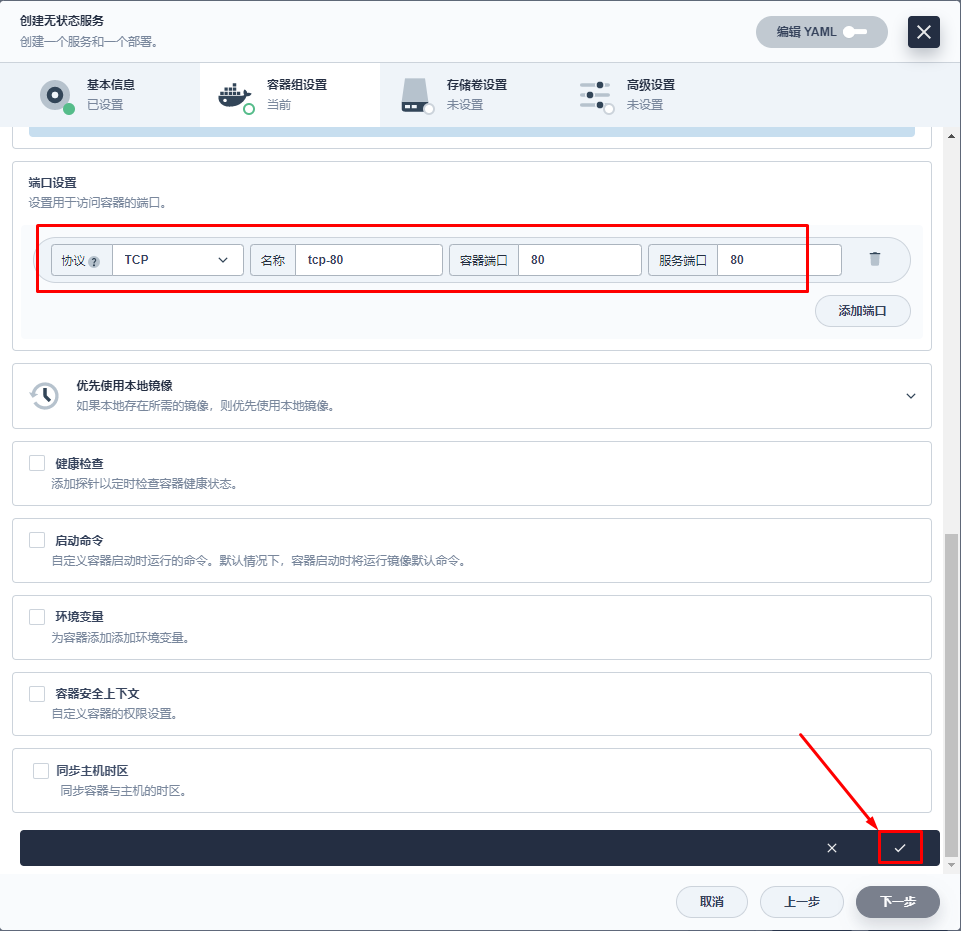 创建无状态服务
创建一个服务和一个部署。
编辑 YAML
基本信息
已设置
容器组设置
当前
存储卷设置
未设置
高级设置
未设置
端口设置
设置用于访问容器的端口。
协议 ? TCP 名称 tcp-80 容器端口 80 服务端口 80
添加端口
优先使用本地镜像
如果本地存在所需的镜像，则优先使用本地镜像。
健康检查
添加探针以定时检查容器健康状态。
启动命令
自定义容器启动时运行的命令。默认情况下，容器启动时将运行镜像默认命令。
环境变量
为容器添加添加环境变量。
容器安全上下文
自定义容器的权限设置。
同步主机时区
同步容器与主机的时区。
取消 上一步 下一步